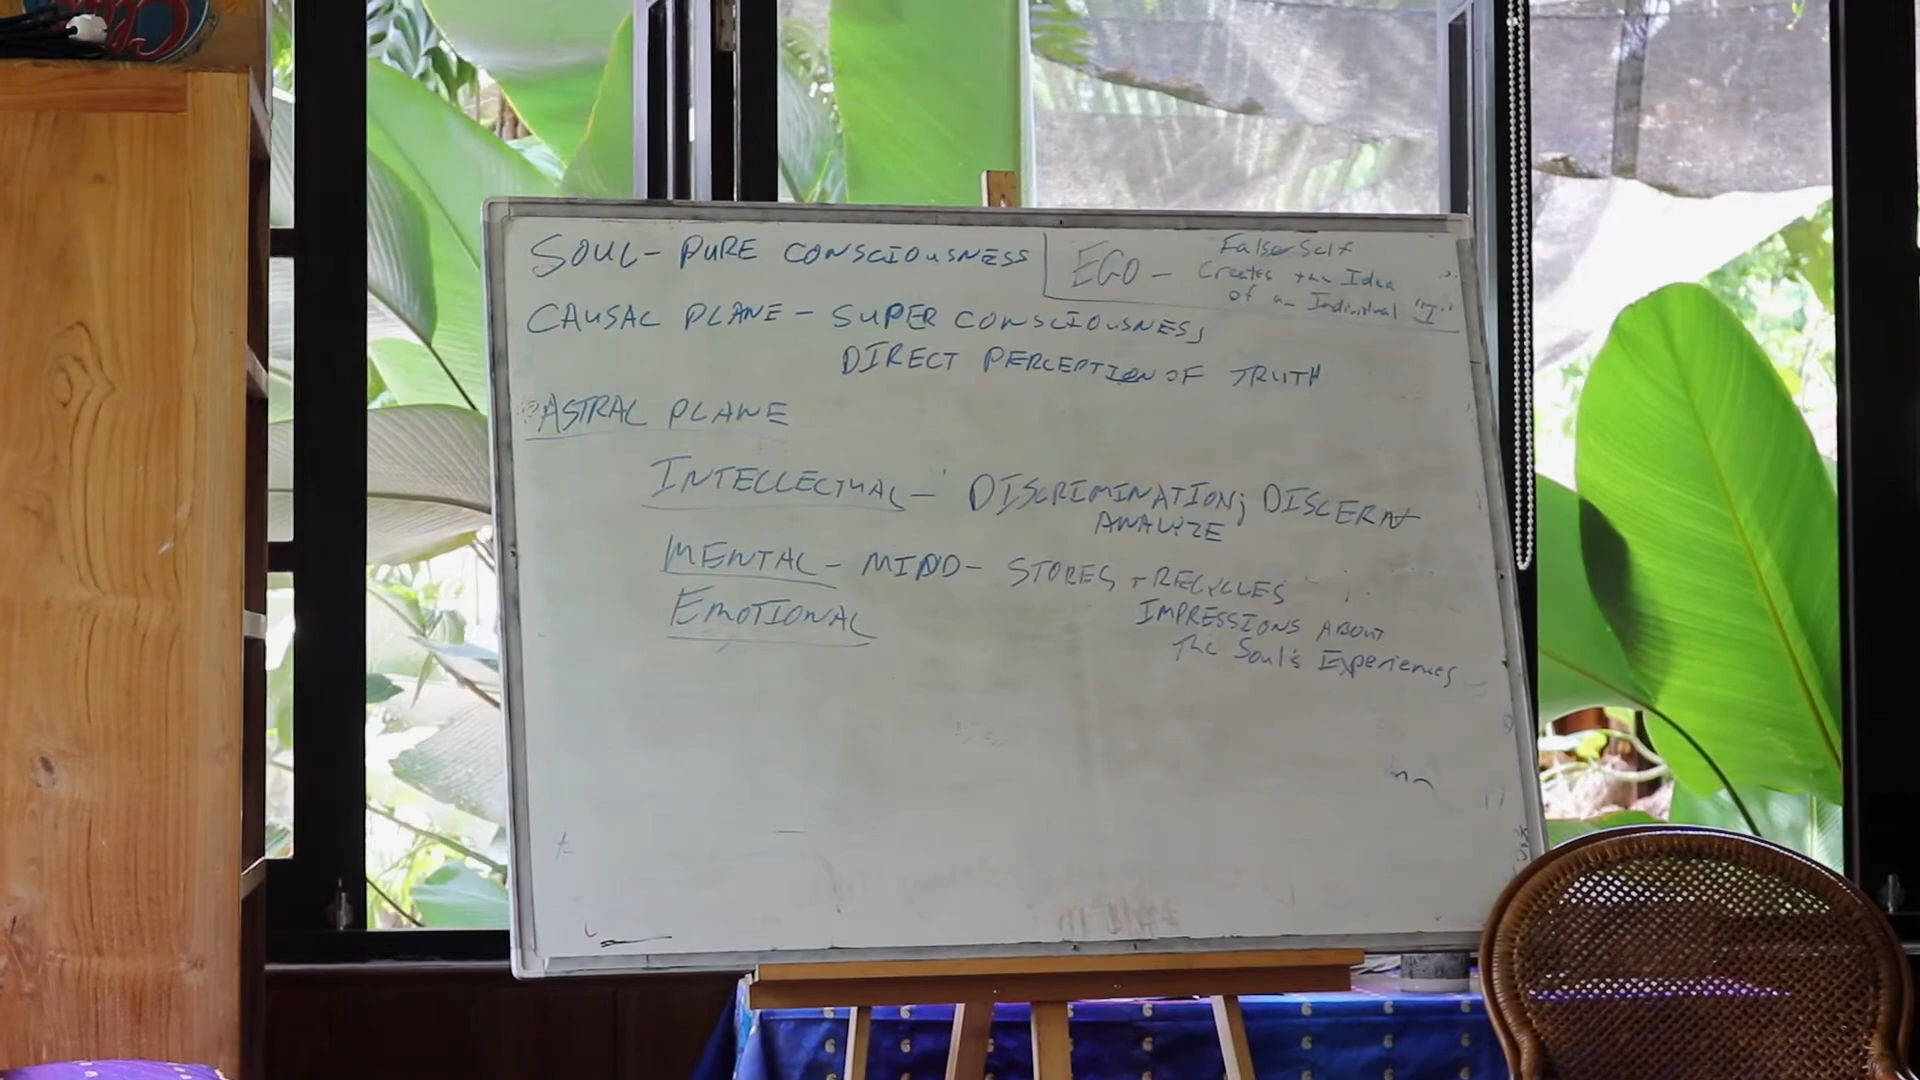 SOUL - PURE CONSCIOUSNESS
EGO - False Self
Creates the Idea
of an Individual "I"
CAUSAL PLANE - SUPER CONSCIOUSNESS
DIRECT PERCEPTION OF TRUTH
ASTRAL PLANE
INTELLECTUAL - DISCRIMINATION; DISCERN
ANALYZE
MENTAL - MIND - STORES + RECYCLES
IMPRESSIONS ABOUT
The Soul's Experiences
EMOTIONAL